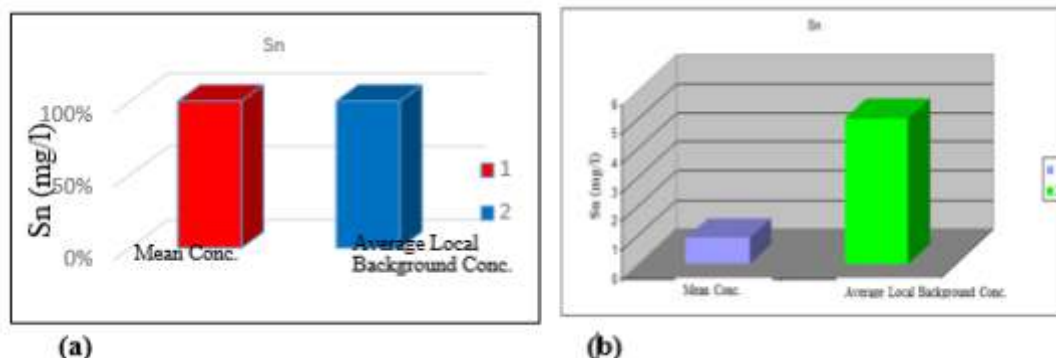 Sn
100%
50%
0%
Sn (mg/l)
Mean Conc.
Average Local
Background Conc.
1
2
(a)
Sn
6
5
4
3
2
1
0
Sn (mg/l)
Mean Conc.
Average Local Background Conc.
(b)